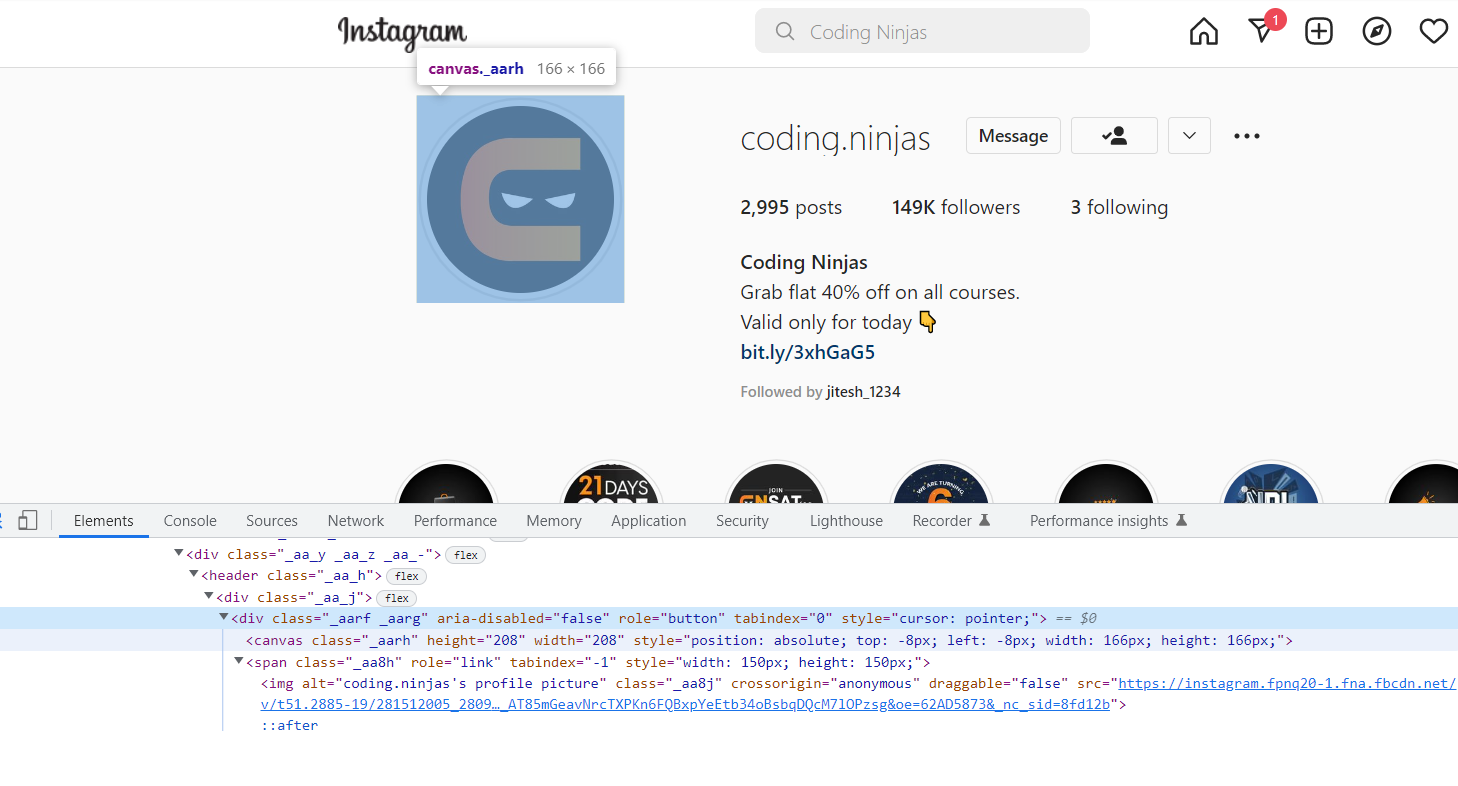 Instagram
Coding Ninjas
1
canvas._aarh 166 × 166
coding.ninjas
Message
2,995 posts 149K followers 3 following
Coding Ninjas
Grab flat 40% off on all courses.
Valid only for today 👇
bit.ly/3xhGaG5
Followed by jitesh_1234
21 DAYS
JOIN
WE ARE TURNING
6
Elements Console Sources Network Performance Memory Application Security Lighthouse Recorder Performance insights
<div class="_aa_y _aa_z _aa_-"> flex
<header class="_aa_h"> flex
<div class="_aa_j"> flex
<div class="_aarf _aarg" aria-disabled="false" role="button" tabindex="0" style="cursor: pointer;"> == $0
<canvas class="_aarh" height="208" width="208" style="position: absolute; top: -8px; left: -8px; width: 166px; height: 166px;">
<span class="_aa8h" role="link" tabindex="-1" style="width: 150px; height: 150px;">
<img alt="coding.ninjas's profile picture" class="_aa8j" crossorigin="anonymous" draggable="false" src="https://instagram.fpnq20-1.fna.fbcdn.net/
v/t51.2885-19/281512005_2809…_AT85mGeavNrcTXPKn6FQBxpYeEtb34oBsbqDQcM7lOPzsg&oe=62AD5873&_nc_sid=8fd12b">
::after